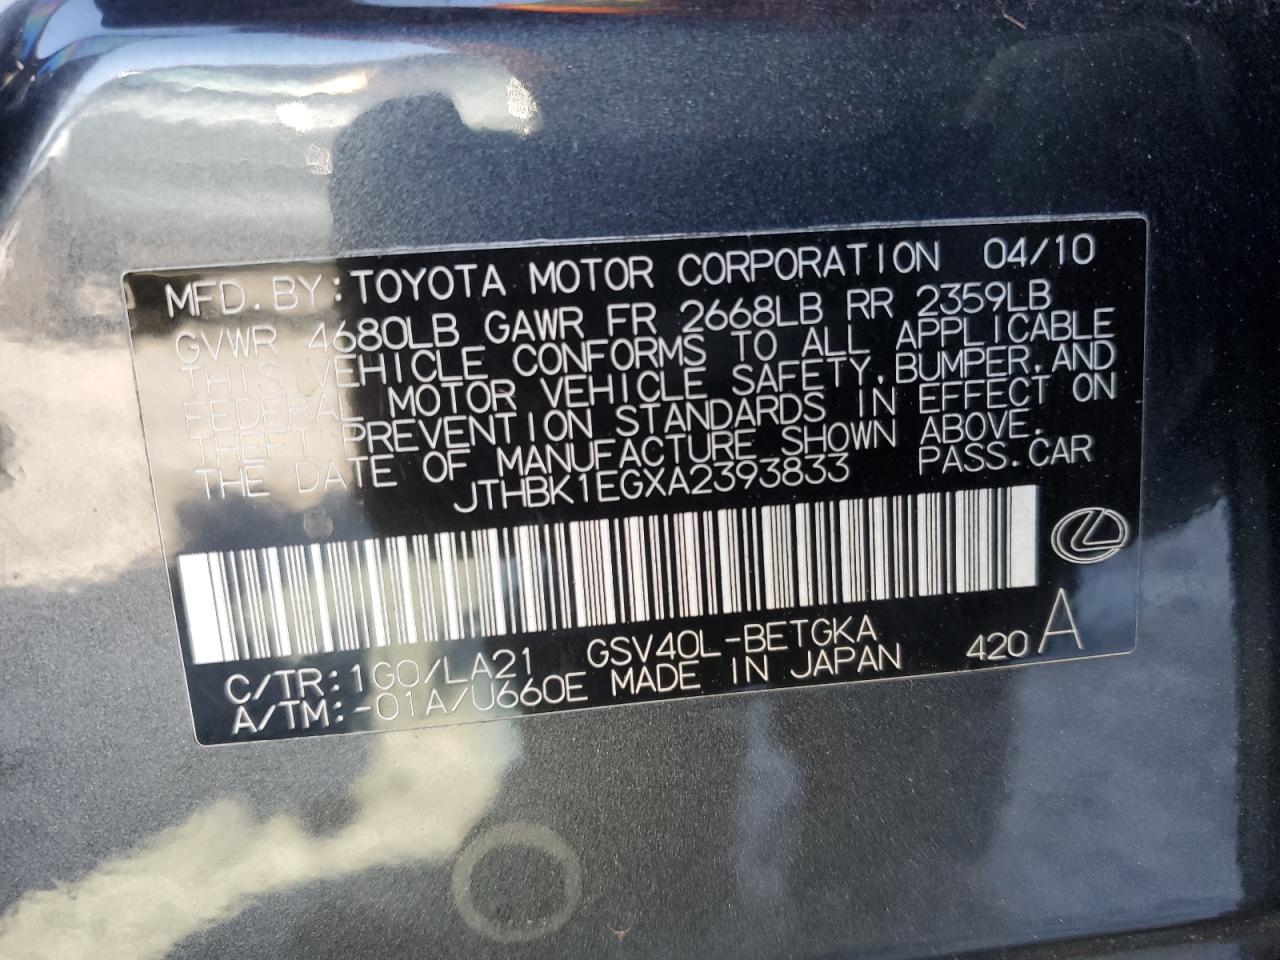 MFD. BY: TOYOTA MOTOR CORPORATION 04/10
GVWR 4680LB GAWR FR 2668LB RR 2359LB
THIS VEHICLE CONFORMS TO ALL APPLICABLE
FEDERAL MOTOR VEHICLE SAFETY, BUMPER, AND
THEFT PREVENTION STANDARDS IN EFFECT ON
THE DATE OF MANUFACTURE SHOWN ABOVE.
JTHBK1EGXA2393833 PASS. CAR
C/TR: 1G0/LA21 GSV40L-BETGKA 420 A
A/TM: -01A/U660E MADE IN JAPAN